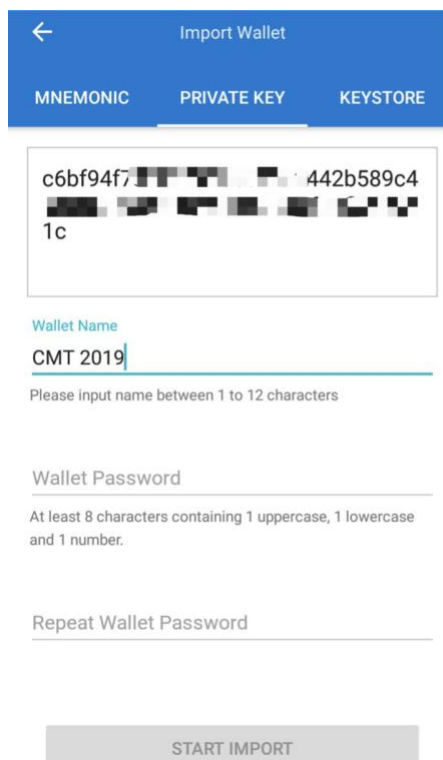 Import Wallet
MNEMONIC PRIVATE KEY KEYSTORE
c6bf94f7 442b589c4
1c
Wallet Name
CMT 2019
Please input name between 1 to 12 characters
Wallet Password
At least 8 characters containing 1 uppercase, 1 lowercase
and 1 number.
Repeat Wallet Password
START IMPORT